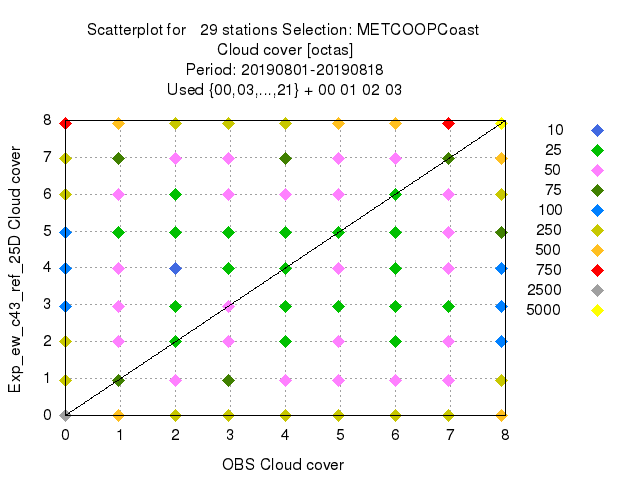 Scatterplot for 29 stations Selection: METCOOPCoast
Cloud cover [octas]
Period: 20190801-20190818
Used {00,03,...,21} + 00 01 02 03
Exp_ew_c43_ref_25D Cloud cover
8
7
6
5
4
3
2
1
0
0 1 2 3 4 5 6 7 8
OBS Cloud cover
10
25
50
75
100
250
500
750
2500
5000